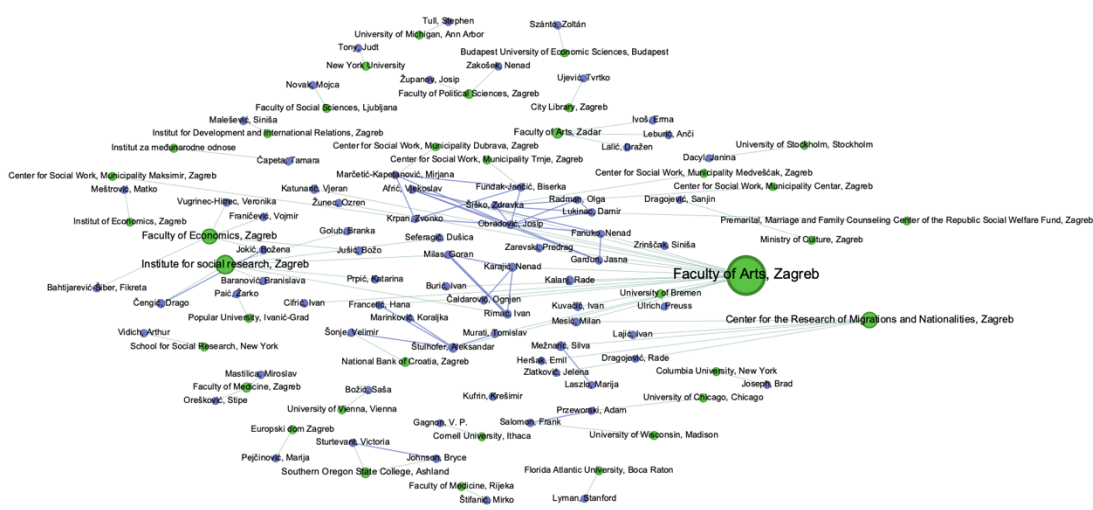 Tull, Stephen
University of Michigan, Ann Arbor
Szántó, Zoltán
Tony, Judt
Budapest University of Economic Sciences, Budapest
New York University
Zakošek, Nenad
Županov, Josip
Ujević, Tvrtko
Novak, Mojca
Faculty of Political Sciences, Zagreb
Faculty of Social Sciences, Ljubljana
City Library, Zagreb
Malešević, Siniša
Ivoš, Erna
Institut for Development and International Relations, Zagreb
Faculty of Arts, Zadar
Leburić, Anči
Institut za međunarodne odnose
Center for Social Work, Municipality Dubrava, Zagreb
Lalić, Dražen
University of Stockholm, Stockholm
Ćapeta, Tamara
Center for Social Work, Municipality Trnje, Zagreb
Dacyl, Janina
Center for Social Work, Municipality Maksimir, Zagreb
Marčetić-Kapetanović, Mirjana
Center for Social Work, Municipality Medveščak, Zagreb
Meštrović, Matko
Katunarić, Vjeran
Afrić, Vjekoslav
Fundak-Jančić, Biserka
Center for Social Work, Municipality Centar, Zagreb
Vugrinec-Hitrec, Veronika
Žunec, Ozren
Šiško, Zdravka
Radman, Olga
Dragojević, Sanjin
Institut of Economics, Zagreb
Franičević, Vojmir
Krpan, Zvonko
Lukinac, Damir
Premarital, Marriage and Family Counseling Center of the Republic Social Welfare Fund, Zagreb
Faculty of Economics, Zagreb
Golub, Branka
Obradović, Josip
Seferagić, Dušica
Fanuko, Nenad
Zrinščak, Siniša
Ministry of Culture, Zagreb
Jokić, Božena
Jušić, Božo
Milas, Goran
Zarevski, Predrag
Gardun, Jasna
Institute for social research, Zagreb
Karajić, Nenad
Faculty of Arts, Zagreb
Baranović, Branislava
Prpić, Katarina
Kalanj, Rade
Bahtijarević-Šiber, Fikreta
Burić, Ivan
Paić, Žarko
Čaldarović, Ognjen
University of Bremen
Čengić, Drago
Cifrić, Ivan
Francetić, Hana
Kuvačić, Ivan
Ulrich, Preuss
Popular University, Ivanić-Grad
Marinković, Koraljka
Rimac, Ivan
Mesić, Milan
Center for the Research of Migrations and Nationalities, Zagreb
Vidich, Arthur
Šonje, Velimir
Murati, Tomislav
Lajić, Ivan
School for Social Research, New York
Štulhofer, Aleksandar
Mežnarić, Silva
National Bank of Croatia, Zagreb
Heršak, Emil
Dragojević, Rade
Mastilica, Miroslav
Zlatković, Jelena
Columbia University, New York
Faculty of Medicine, Zagreb
Božić, Saša
Laszlo, Marija
Joseph, Brad
Orešković, Stipe
Kufrin, Krešimir
Przeworski, Adam
University of Chicago, Chicago
University of Vienna, Vienna
Gagnon, V. P.
Salomon, Frank
Europski dom Zagreb
Cornell University, Ithaca
University of Wisconsin, Madison
Sturtevant, Victoria
Pejčinović, Marija
Johnson, Bryce
Southern Oregon State College, Ashland
Florida Atlantic University, Boca Raton
Faculty of Medicine, Rijeka
Štifanić, Mirko
Lyman, Stanford